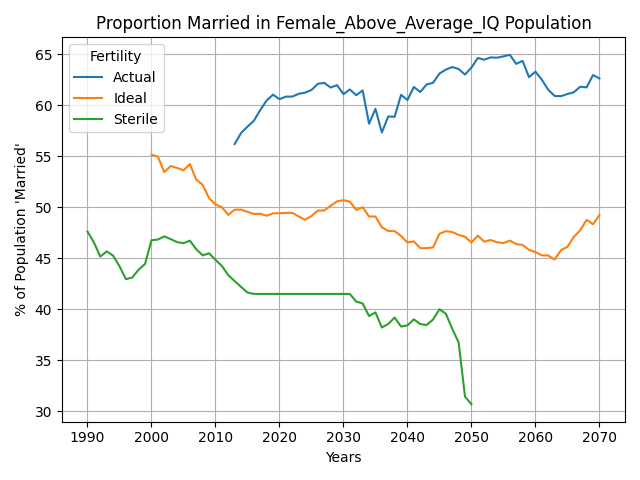 Proportion Married in Female_Above_Average_IQ Population
Fertility
Actual
Ideal
Sterile
% of Population 'Married'
65
60
55
50
45
40
35
30
1990 2000 2010 2020 2030 2040 2050 2060 2070
Years